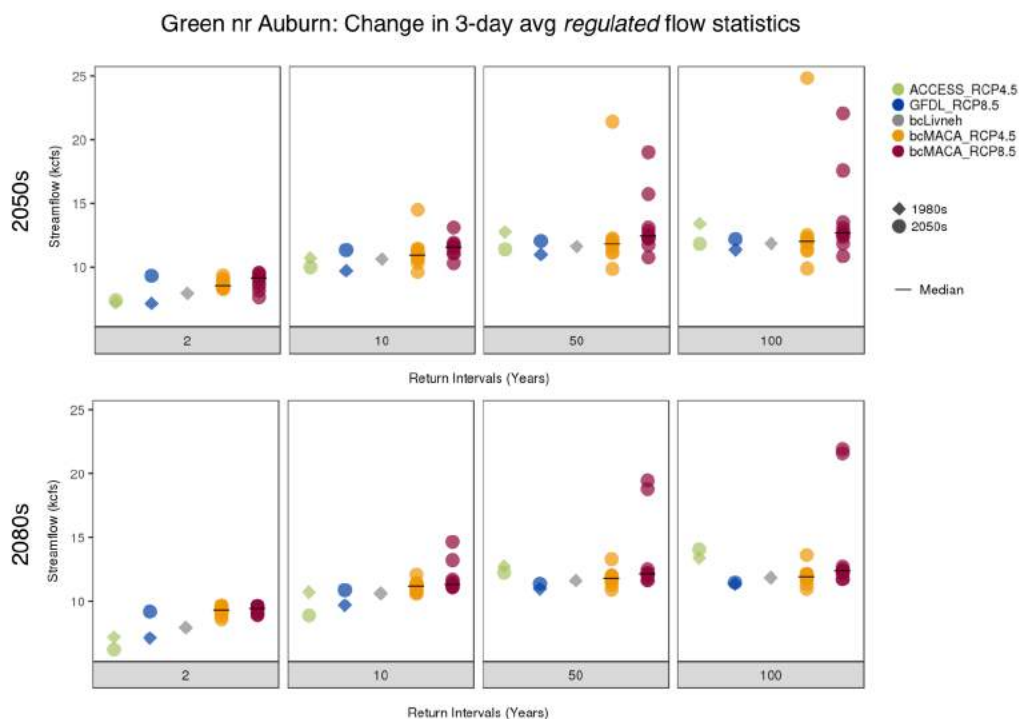 Green nr Auburn: Change in 3-day avg regulated flow statistics
2050s
Streamflow (kcfs)
25
20
15
10
2
10
50
100
Return Intervals (Years)
ACCESS_RCP4.5
GFDL_RCP8.5
bcLivneh
bcMACA_RCP4.5
bcMACA_RCP8.5
1980s
2050s
Median
2080s
Streamflow (kcfs)
25
20
15
10
2
10
50
100
Return Intervals (Years)